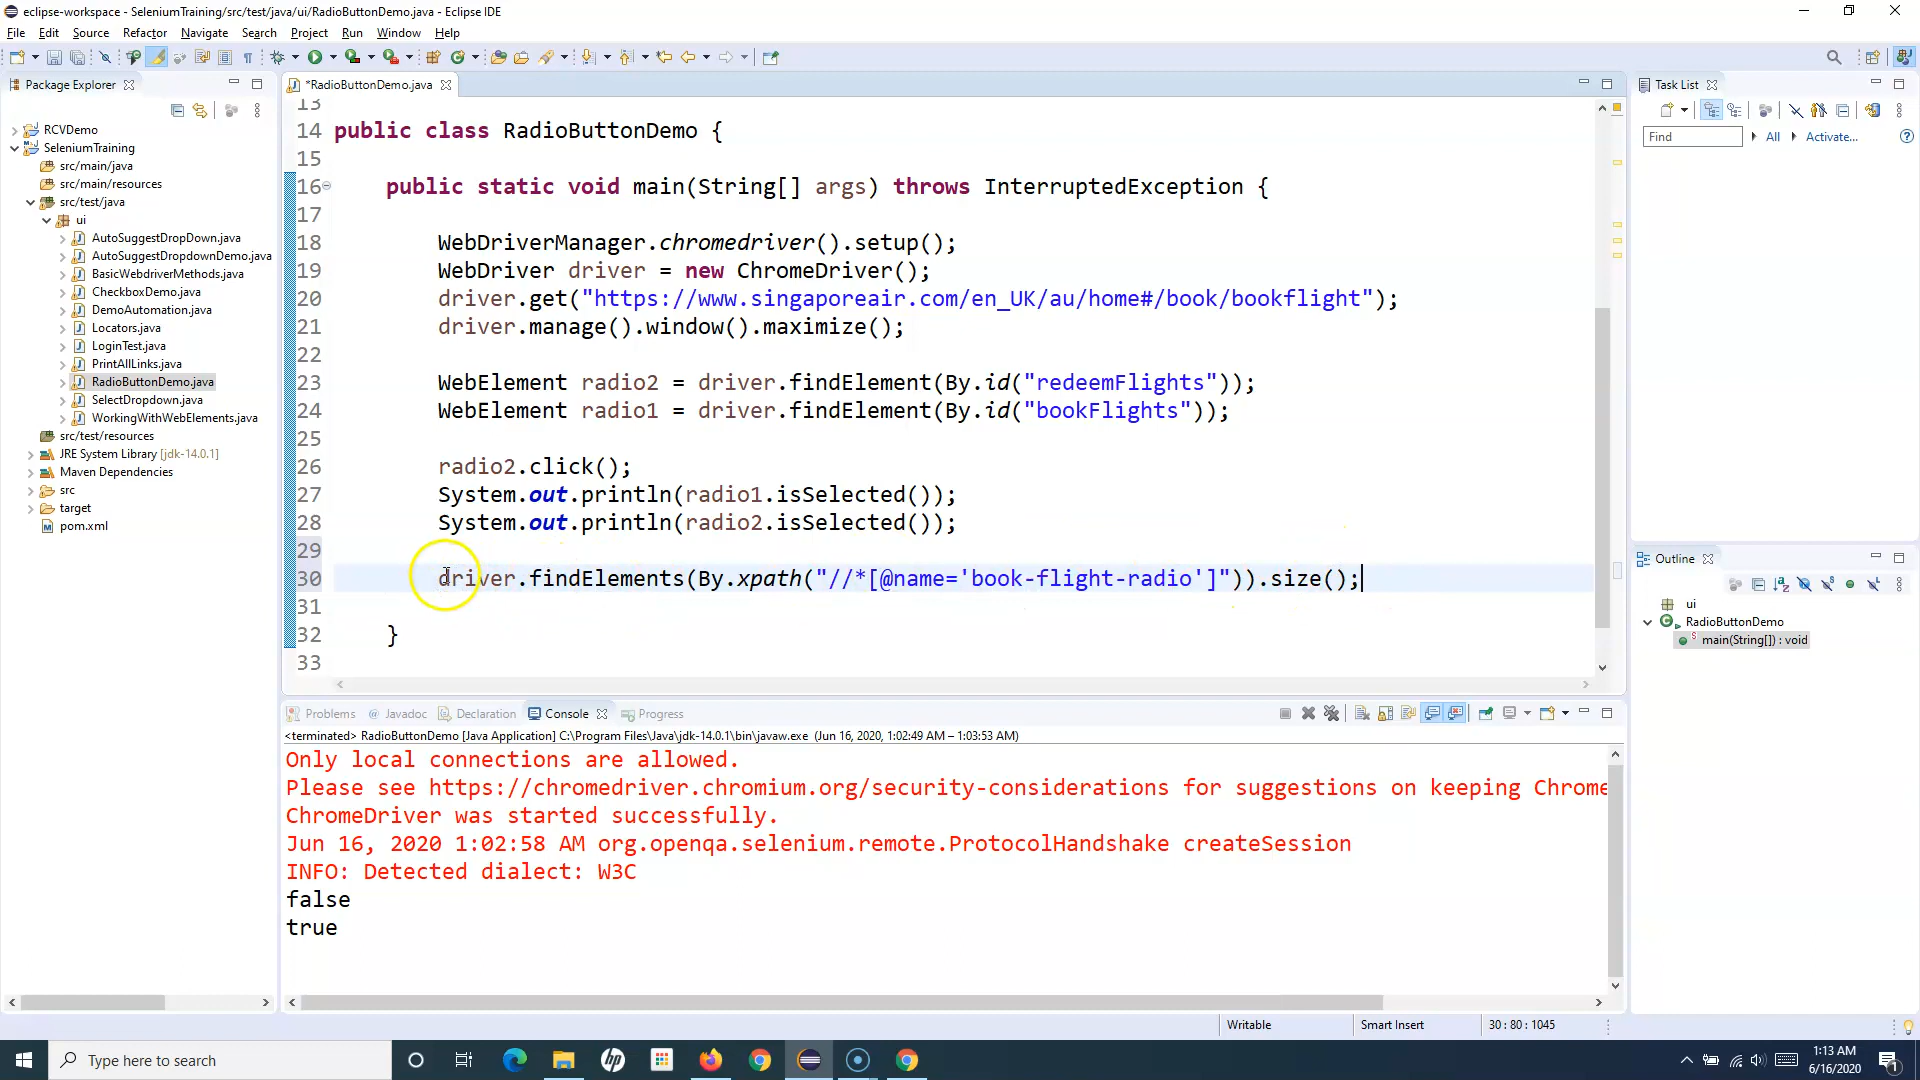 eclipse-workspace - SeleniumTraining/src/test/java/ui/RadioButtonDemo.java - Eclipse IDE
File Edit Source Refactor Navigate Search Project Run Window Help
Package Explorer
*RadioButtonDemo.java
Task List
Find
All
Activate...
RCVDemo
SeleniumTraining
src/main/java
src/main/resources
src/test/java
ui
AutoSuggestDropDown.java
AutoSuggestDropdownDemo.java
BasicWebdriverMethods.java
CheckboxDemo.java
DemoAutomation.java
Locators.java
LoginTest.java
PrintAllLinks.java
RadioButtonDemo.java
SelectDropdown.java
WorkingWithWebElements.java
src/test/resources
JRE System Library [jdk-14.0.1]
Maven Dependencies
src
target
pom.xml
13
14 public class RadioButtonDemo {
15
16 public static void main(String[] args) throws InterruptedException {
17
18 WebDriverManager.chromedriver().setup();
19 WebDriver driver = new ChromeDriver();
20 driver.get("https://www.singaporeair.com/en_UK/au/home#/book/bookflight");
21 driver.manage().window().maximize();
22
23 WebElement radio2 = driver.findElement(By.id("redeemFlights"));
24 WebElement radio1 = driver.findElement(By.id("bookFlights"));
25
26 radio2.click();
27 System.out.println(radio1.isSelected());
28 System.out.println(radio2.isSelected());
29
30 driver.findElements(By.xpath("//*[@name='book-flight-radio']")).size();
31
32 }
33
Outline
ui
RadioButtonDemo
main(String[]) : void
Problems Javadoc Declaration Console Progress
<terminated> RadioButtonDemo [Java Application] C:\Program Files\Java\jdk-14.0.1\bin\javaw.exe (Jun 16, 2020, 1:02:49 AM – 1:03:53 AM)
Only local connections are allowed.
Please see https://chromedriver.chromium.org/security-considerations for suggestions on keeping Chrome
ChromeDriver was started successfully.
Jun 16, 2020 1:02:58 AM org.openqa.selenium.remote.ProtocolHandshake createSession
INFO: Detected dialect: W3C
false
true
Writable
Smart Insert
30 : 80 : 1045
Type here to search
hp
1:13 AM
6/16/2020
1